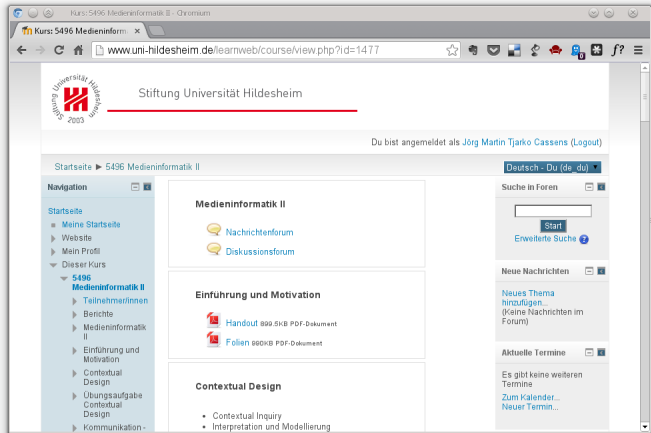 Kurs: 5496 Medieninformatik II - Chromium
Kurs: 5496 Medieninform
www.uni-hildesheim.de/learnweb/course/view.php?id=1477
Stiftung Universität Hildesheim
2003
Stiftung Universität Hildesheim
Du bist angemeldet als Jörg Martin Tjarko Cassens (Logout)
Startseite ► 5496 Medieninformatik II
Deutsch - Du (de_du)
Navigation
Startseite
Meine Startseite
Website
Mein Profil
Dieser Kurs
5496
Medieninformatik II
Teilnehmer/innen
Berichte
Medieninformatik
II
Einführung und
Motivation
Contextual
Design
Übungsaufgabe
Contextual
Design
Kommunikation -
Medieninformatik II
Nachrichtenforum
Diskussionsforum
Einführung und Motivation
Handout 899.5KB PDF-Dokument
Folien 980KB PDF-Dokument
Contextual Design
• Contextual Inquiry
• Interpretation und Modellierung
Suche in Foren
Start
Erweiterte Suche ?
Neue Nachrichten
Neues Thema
hinzufügen...
(Keine Nachrichten im
Forum)
Aktuelle Termine
Es gibt keine weiteren
Termine
Zum Kalender...
Neuer Termin...